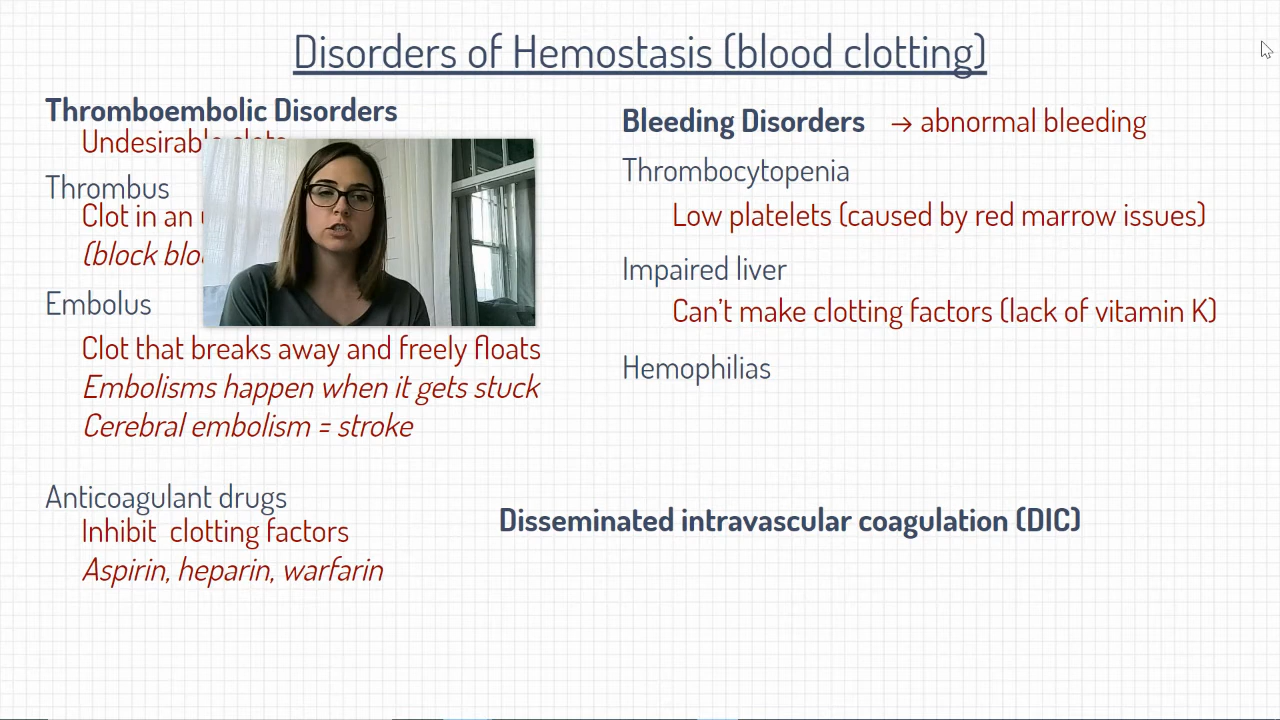 Disorders of Hemostasis (blood clotting)
Thromboembolic Disorders
Undesirable clots
Thrombus
Clot in an
(block
Embolus
Clot that breaks away and freely floats
Embolisms happen when it gets stuck
Cerebral embolism = stroke
Anticoagulant drugs
Inhibit clotting factors
Aspirin, heparin, warfarin
Bleeding Disorders → abnormal bleeding
Thrombocytopenia
Low platelets (caused by red marrow issues)
Impaired liver
Can't make clotting factors (lack of vitamin K)
Hemophilias
Disseminated intravascular coagulation (DIC)